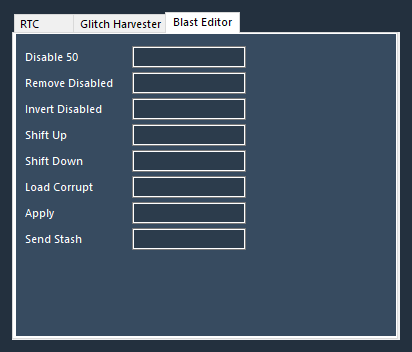 RTC
Glitch Harvester
Blast Editor
Disable 50
Remove Disabled
Invert Disabled
Shift Up
Shift Down
Load Corrupt
Apply
Send Stash